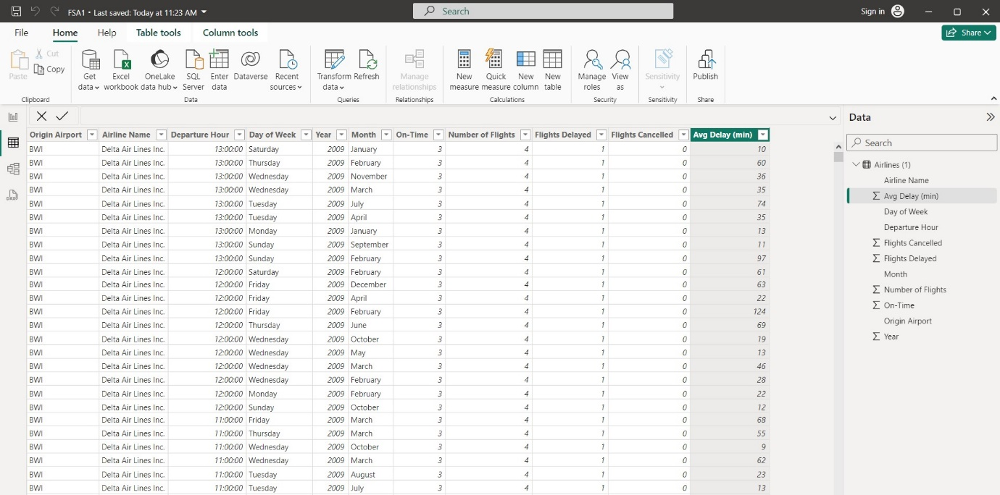 FSA1 • Last saved: Today at 11:23 AM
Search
Sign in
File Home Help Table tools Column tools
Share
Paste
Cut
Copy
Get data
Excel workbook
OneLake data hub
SQL Server
Enter data
Dataverse
Recent sources
Transform data
Refresh
Manage relationships
New measure
Quick measure
New column
New table
Manage roles
View as
Sensitivity
Publish
Clipboard Data Queries Relationships Calculations Security Sensitivity Share
Origin Airport Airline Name Departure Hour Day of Week Year Month On-Time Number of Flights Flights Delayed Flights Cancelled Avg Delay (min)
BWI Delta Air Lines Inc. 13:00:00 Saturday 2009 January 3 4 1 0 10
BWI Delta Air Lines Inc. 13:00:00 Thursday 2009 February 3 4 1 0 60
BWI Delta Air Lines Inc. 13:00:00 Wednesday 2009 November 3 4 1 0 36
BWI Delta Air Lines Inc. 13:00:00 Wednesday 2009 March 3 4 1 0 35
BWI Delta Air Lines Inc. 13:00:00 Tuesday 2009 July 3 4 1 0 74
BWI Delta Air Lines Inc. 13:00:00 Tuesday 2009 April 3 4 1 0 35
BWI Delta Air Lines Inc. 13:00:00 Monday 2009 January 3 4 1 0 13
BWI Delta Air Lines Inc. 13:00:00 Sunday 2009 September 3 4 1 0 11
BWI Delta Air Lines Inc. 13:00:00 Sunday 2009 February 3 4 1 0 97
BWI Delta Air Lines Inc. 12:00:00 Saturday 2009 February 3 4 1 0 61
BWI Delta Air Lines Inc. 12:00:00 Friday 2009 December 3 4 1 0 63
BWI Delta Air Lines Inc. 12:00:00 Friday 2009 April 3 4 1 0 22
BWI Delta Air Lines Inc. 12:00:00 Friday 2009 February 3 4 1 0 124
BWI Delta Air Lines Inc. 12:00:00 Thursday 2009 June 3 4 1 0 69
BWI Delta Air Lines Inc. 12:00:00 Wednesday 2009 October 3 4 1 0 19
BWI Delta Air Lines Inc. 12:00:00 Wednesday 2009 May 3 4 1 0 13
BWI Delta Air Lines Inc. 12:00:00 Wednesday 2009 March 3 4 1 0 46
BWI Delta Air Lines Inc. 12:00:00 Wednesday 2009 February 3 4 1 0 28
BWI Delta Air Lines Inc. 12:00:00 Monday 2009 February 3 4 1 0 22
BWI Delta Air Lines Inc. 12:00:00 Sunday 2009 October 3 4 1 0 12
BWI Delta Air Lines Inc. 11:00:00 Friday 2009 March 3 4 1 0 68
BWI Delta Air Lines Inc. 11:00:00 Thursday 2009 March 3 4 1 0 55
BWI Delta Air Lines Inc. 11:00:00 Wednesday 2009 October 3 4 1 0 9
BWI Delta Air Lines Inc. 11:00:00 Wednesday 2009 March 3 4 1 0 62
BWI Delta Air Lines Inc. 11:00:00 Tuesday 2009 August 3 4 1 0 23
BWI Delta Air Lines Inc. 11:00:00 Tuesday 2009 July 3 4 1 0 13
Data
Search
Airlines (1)
Airline Name
∑ Avg Delay (min)
Day of Week
Departure Hour
∑ Flights Cancelled
∑ Flights Delayed
Month
∑ Number of Flights
∑ On-Time
Origin Airport
∑ Year